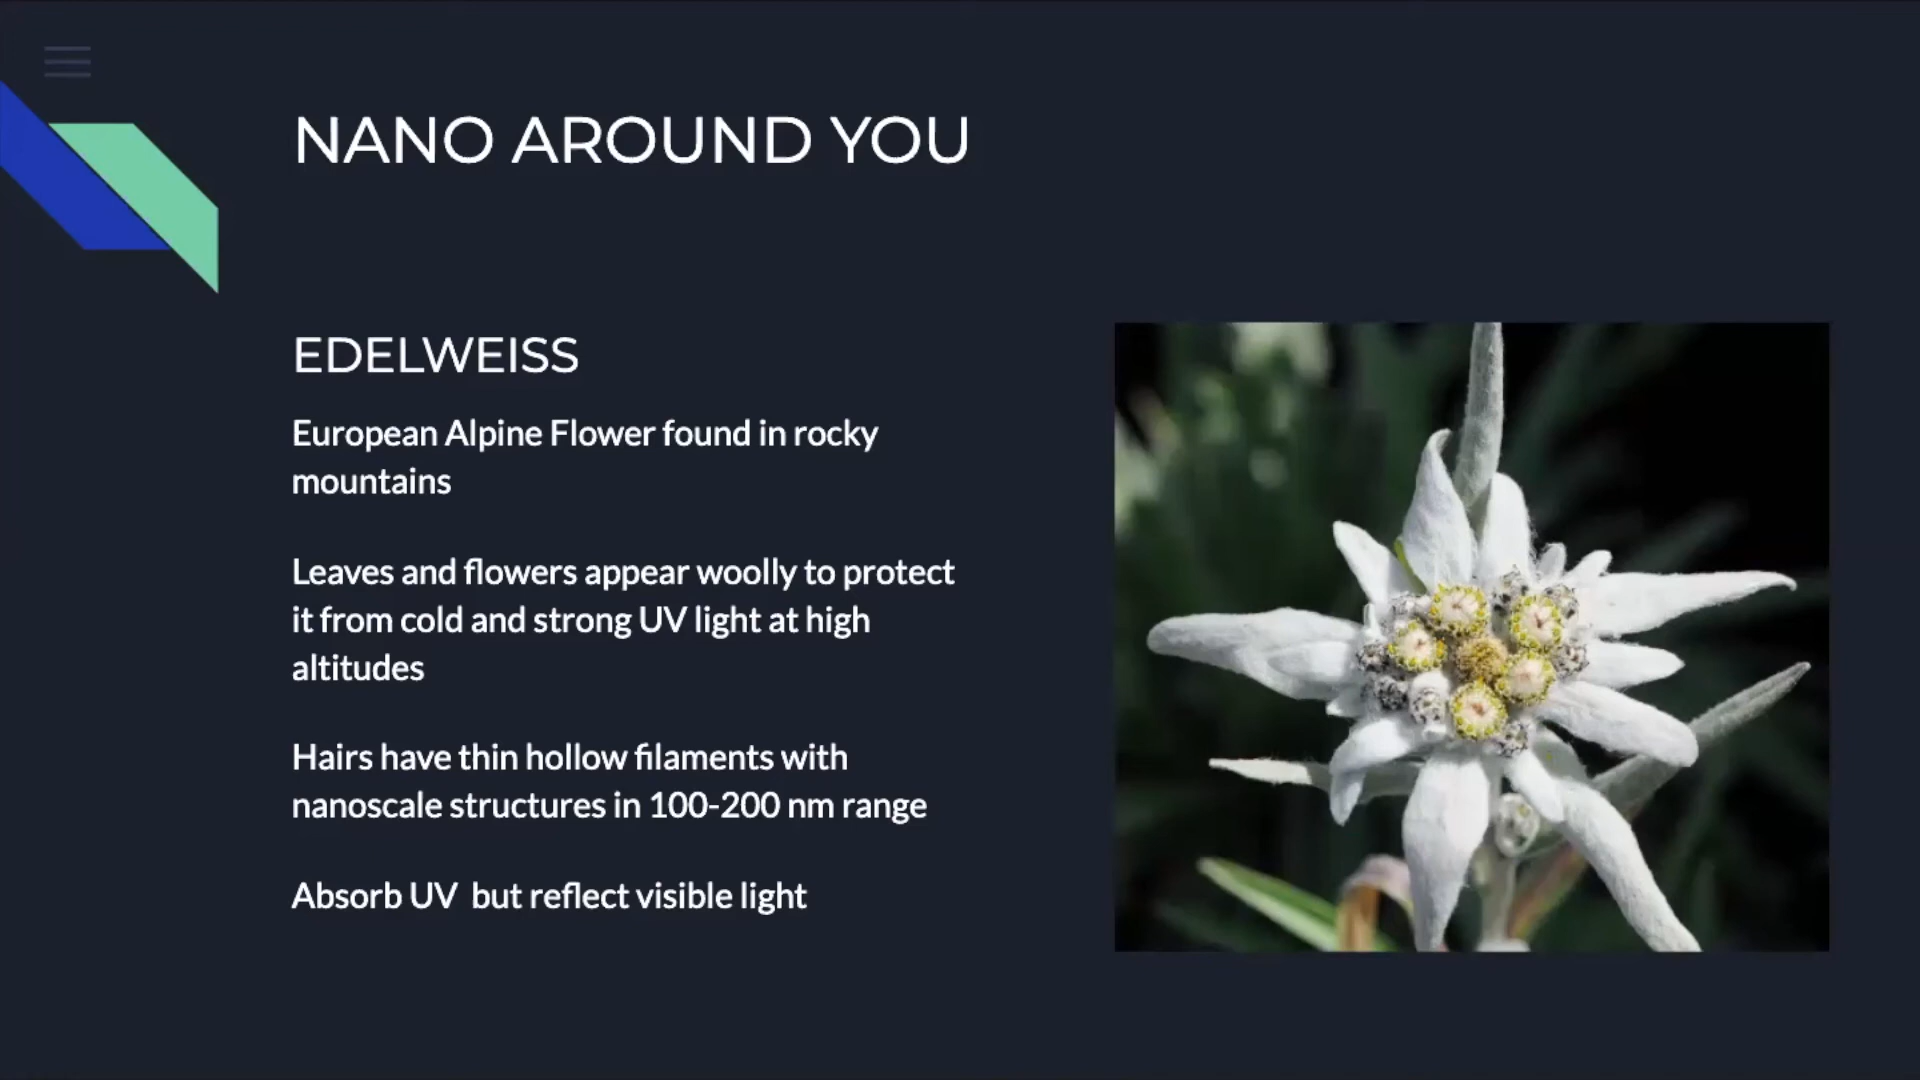 NANO AROUND YOU
EDELWEISS
European Alpine Flower found in rocky
mountains
Leaves and flowers appear woolly to protect
it from cold and strong UV light at high
altitudes
Hairs have thin hollow filaments with
nanoscale structures in 100-200 nm range
Absorb UV  but reflect visible light